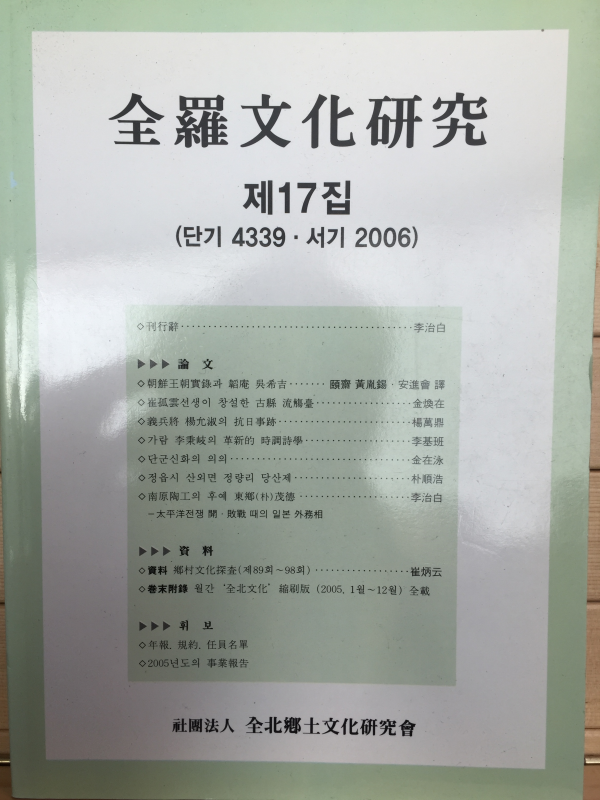 全羅文化硏究
제17집
(단기 4339 · 서기 2006)
◇刊行辭 ················ 李治白
▶▶▶ 論 文
◇朝鮮王朝實錄과 韜庵 吳希吉 ······· 頤齋 黃胤錫 · 安進會 譯
◇崔孤雲선생이 창설한 古縣 流觴臺 ················ 金煥在
◇義兵將 楊允淑의 抗日事跡 ················ 楊萬鼎
◇가람 李秉岐의 革新的 時調詩學 ················ 李基班
◇단군신화의 의의 ················ 金在泳
◇정읍시 산외면 정량리 당산제 ················ 朴順浩
◇南原陶工의 후예 東鄕(朴)茂德 ················ 李治白
－太平洋전쟁 開 · 敗戰 때의 일본 外務相
▶▶▶ 資 料
◇資料 鄕村文化探査(제89회～98회) ················ 崔炳云
◇卷末附錄 월간 '全北文化' 縮刷版 (2005. 1월～12월) 全載
▶▶▶ 휘 보
◇年報, 規約, 任員名單
◇2005년도의 事業報告
社團法人 全北鄕土文化硏究會